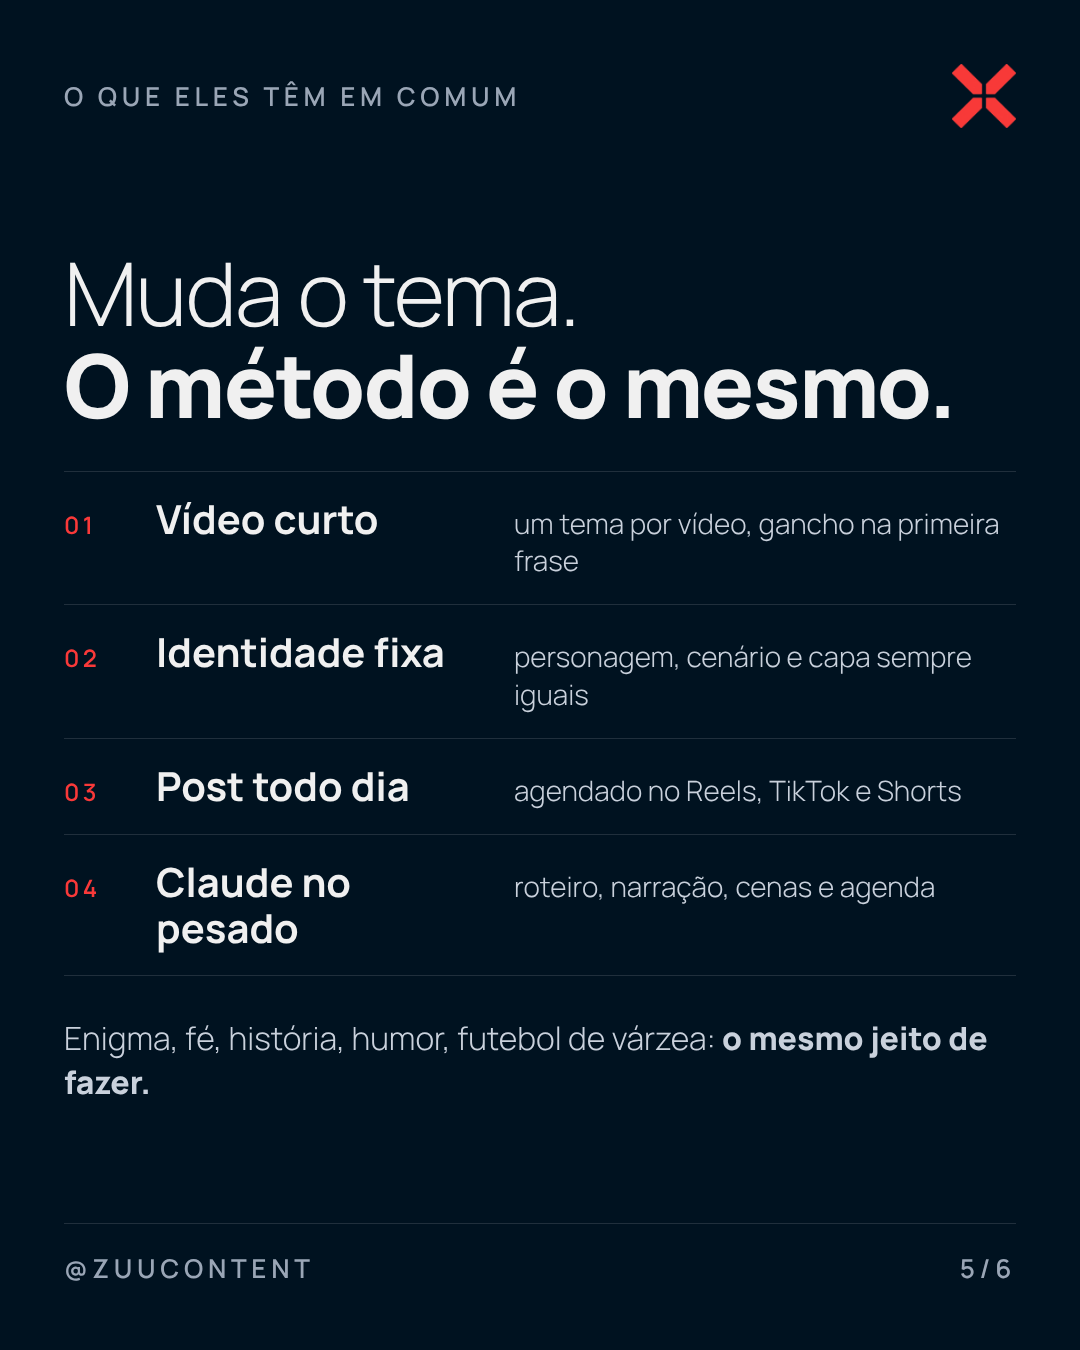 O QUE ELES TÊM EM COMUM
Muda o tema.
O método é o mesmo.
01 Vídeo curto um tema por vídeo, gancho na primeira
frase
02 Identidade fixa personagem, cenário e capa sempre
iguais
03 Post todo dia agendado no Reels, TikTok e Shorts
04 Claude no roteiro, narração, cenas e agenda
pesado
Enigma, fé, história, humor, futebol de várzea: o mesmo jeito de
fazer.
@ZUUCONTENT 5/6